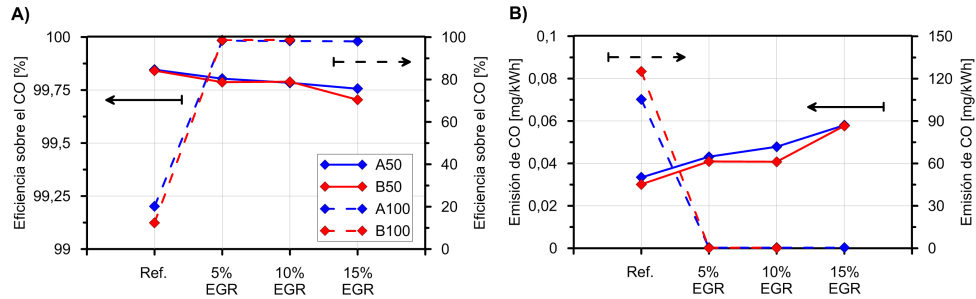 A)
Eficiencia sobre el CO [%]
100
99,75
99,5
99,25
99
100
80
60
40
20
0
Eficiencia sobre el CO [%]
A50
B50
A100
B100
Ref.
5%
EGR
10%
EGR
15%
EGR
B)
Emisión de CO [mg/kWh]
0,1
0,08
0,06
0,04
0,02
0
150
125
90
60
30
0
Emisión de CO [mg/kWh]
Ref.
5%
EGR
10%
EGR
15%
EGR